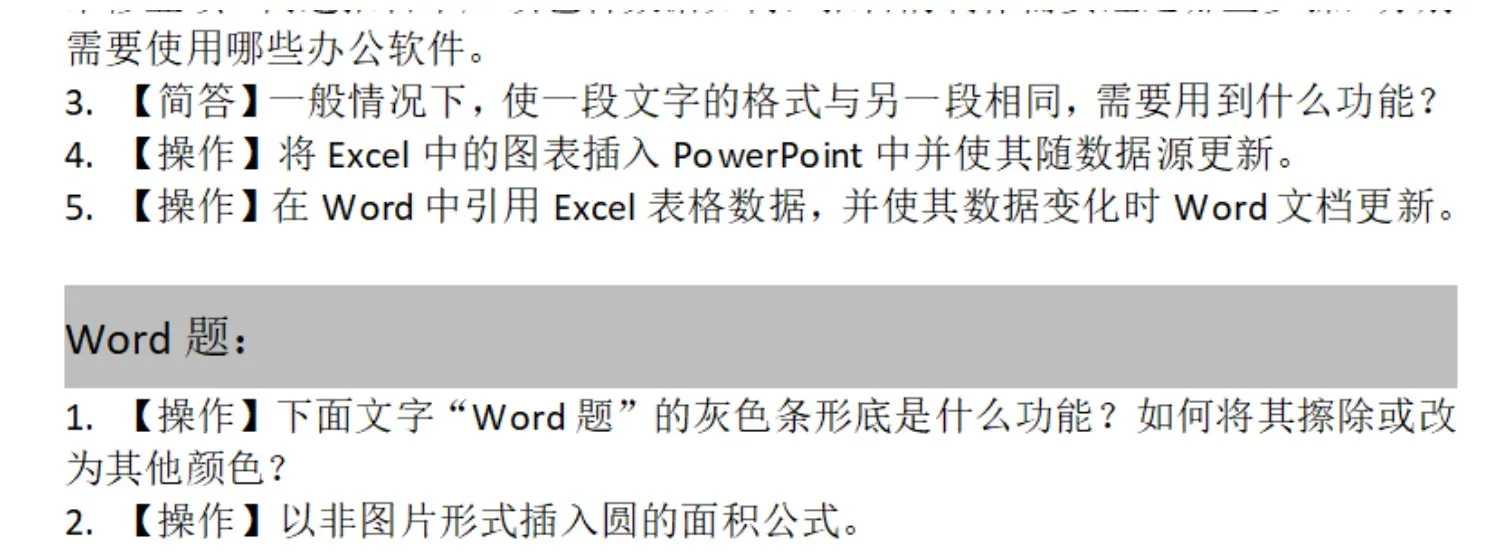 需要使用哪些办公软件。
3. 【简答】一般情况下，使一段文字的格式与另一段相同，需要用到什么功能？
4. 【操作】将 Excel 中的图表插入 PowerPoint 中并使其随数据源更新。
5. 【操作】在 Word 中引用 Excel 表格数据，并使其数据变化时 Word 文档更新。
Word 题：
1. 【操作】下面文字“Word 题”的灰色条形底是什么功能？如何将其擦除或改
为其他颜色？
2. 【操作】以非图片形式插入圆的面积公式。